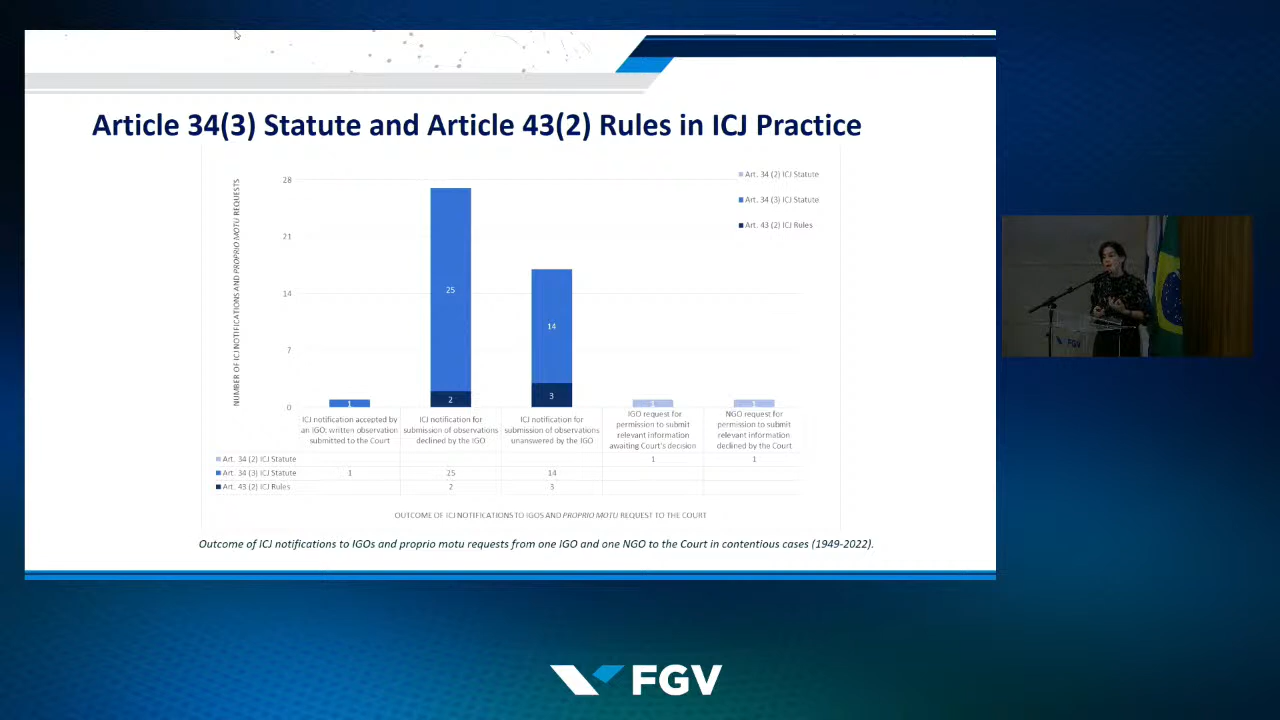 Article 34(3) Statute and Article 43(2) Rules in ICJ Practice
NUMBER OF ICJ NOTIFICATIONS AND PROPRIO MOTU REQUESTS
28
21
14
7
0
Art. 34 (2) ICJ Statute
Art. 34 (3) ICJ Statute
Art. 43 (2) ICJ Rules
1
25
2
14
3
1
1
ICJ notification accepted by
an IGO: written observation
submitted to the Court
ICJ notification for
submission of observations
declined by the IGO
ICJ notification for
submission of observations
unanswered by the IGO
IGO request for
permission to submit
relevant information
awaiting Court's decision
NGO request for
permission to submit
relevant information
declined by the Court
Art. 34 (2) ICJ Statute 1 1
Art. 34 (3) ICJ Statute 1 25 14
Art. 43 (2) ICJ Rules 2 3
OUTCOME OF ICJ NOTIFICATIONS TO IGOS AND PROPRIO MOTU REQUEST TO THE COURT
Outcome of ICJ notifications to IGOs and proprio motu requests from one IGO and one NGO to the Court in contentious cases (1949-2022).
FGV
FGV